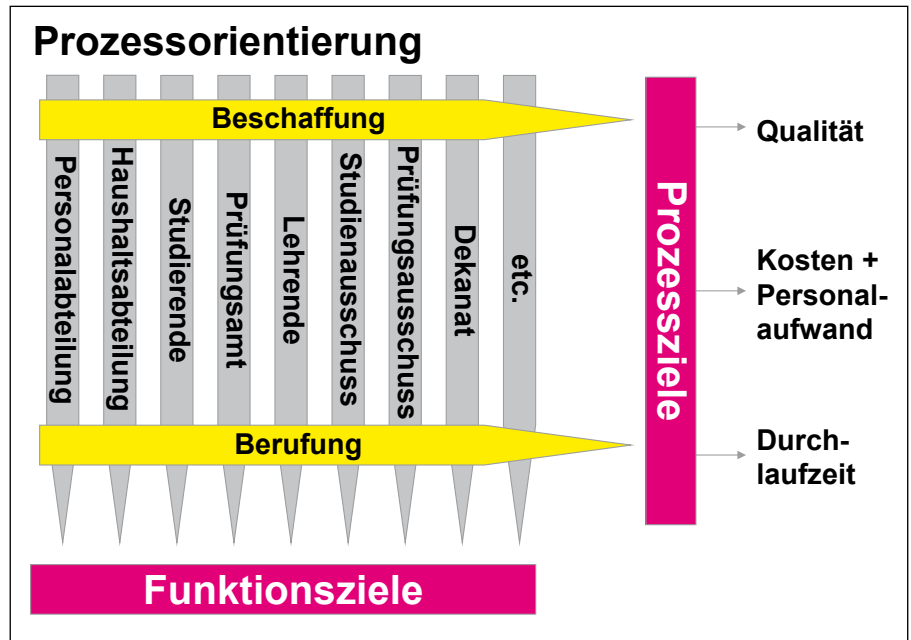 Prozessorientierung
Beschaffung
Personalabteilung
Haushaltsabteilung
Studierende
Prüfungsamt
Lehrende
Studienausschuss
Prüfungsausschuss
Dekanat
etc.
Berufung
Funktionsziele
Prozessziele
Qualität
Kosten +
Personal-
aufwand
Durch-
laufzeit